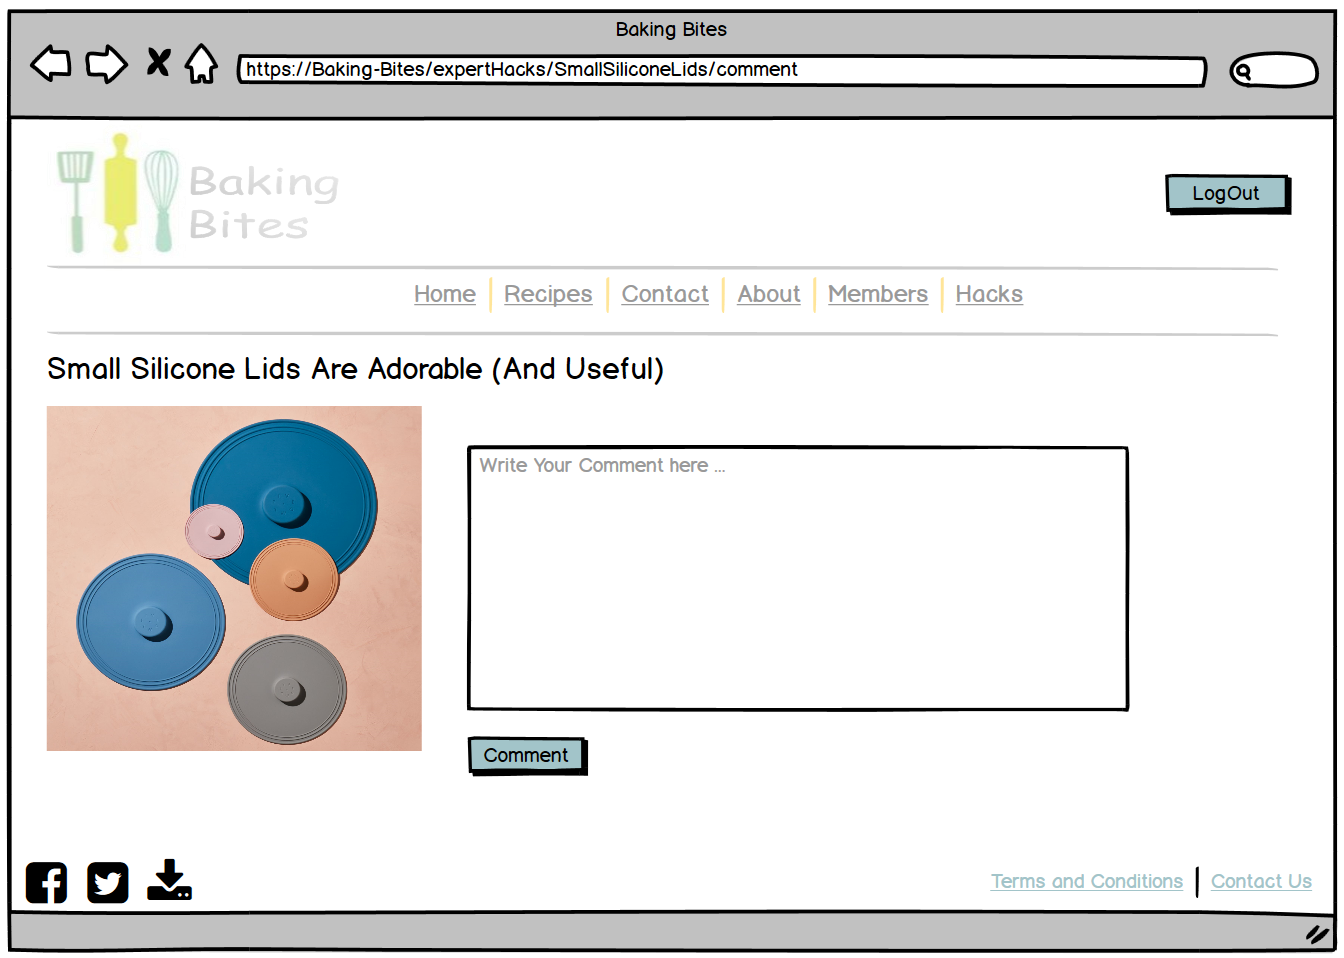 Baking Bites
https://Baking-Bites/expertHacks/SmallSiliconeLids/comment
Baking
Bites
LogOut
Home Recipes Contact About Members Hacks
Small Silicone Lids Are Adorable (And Useful)
Write Your Comment here ...
Comment
Terms and Conditions Contact Us